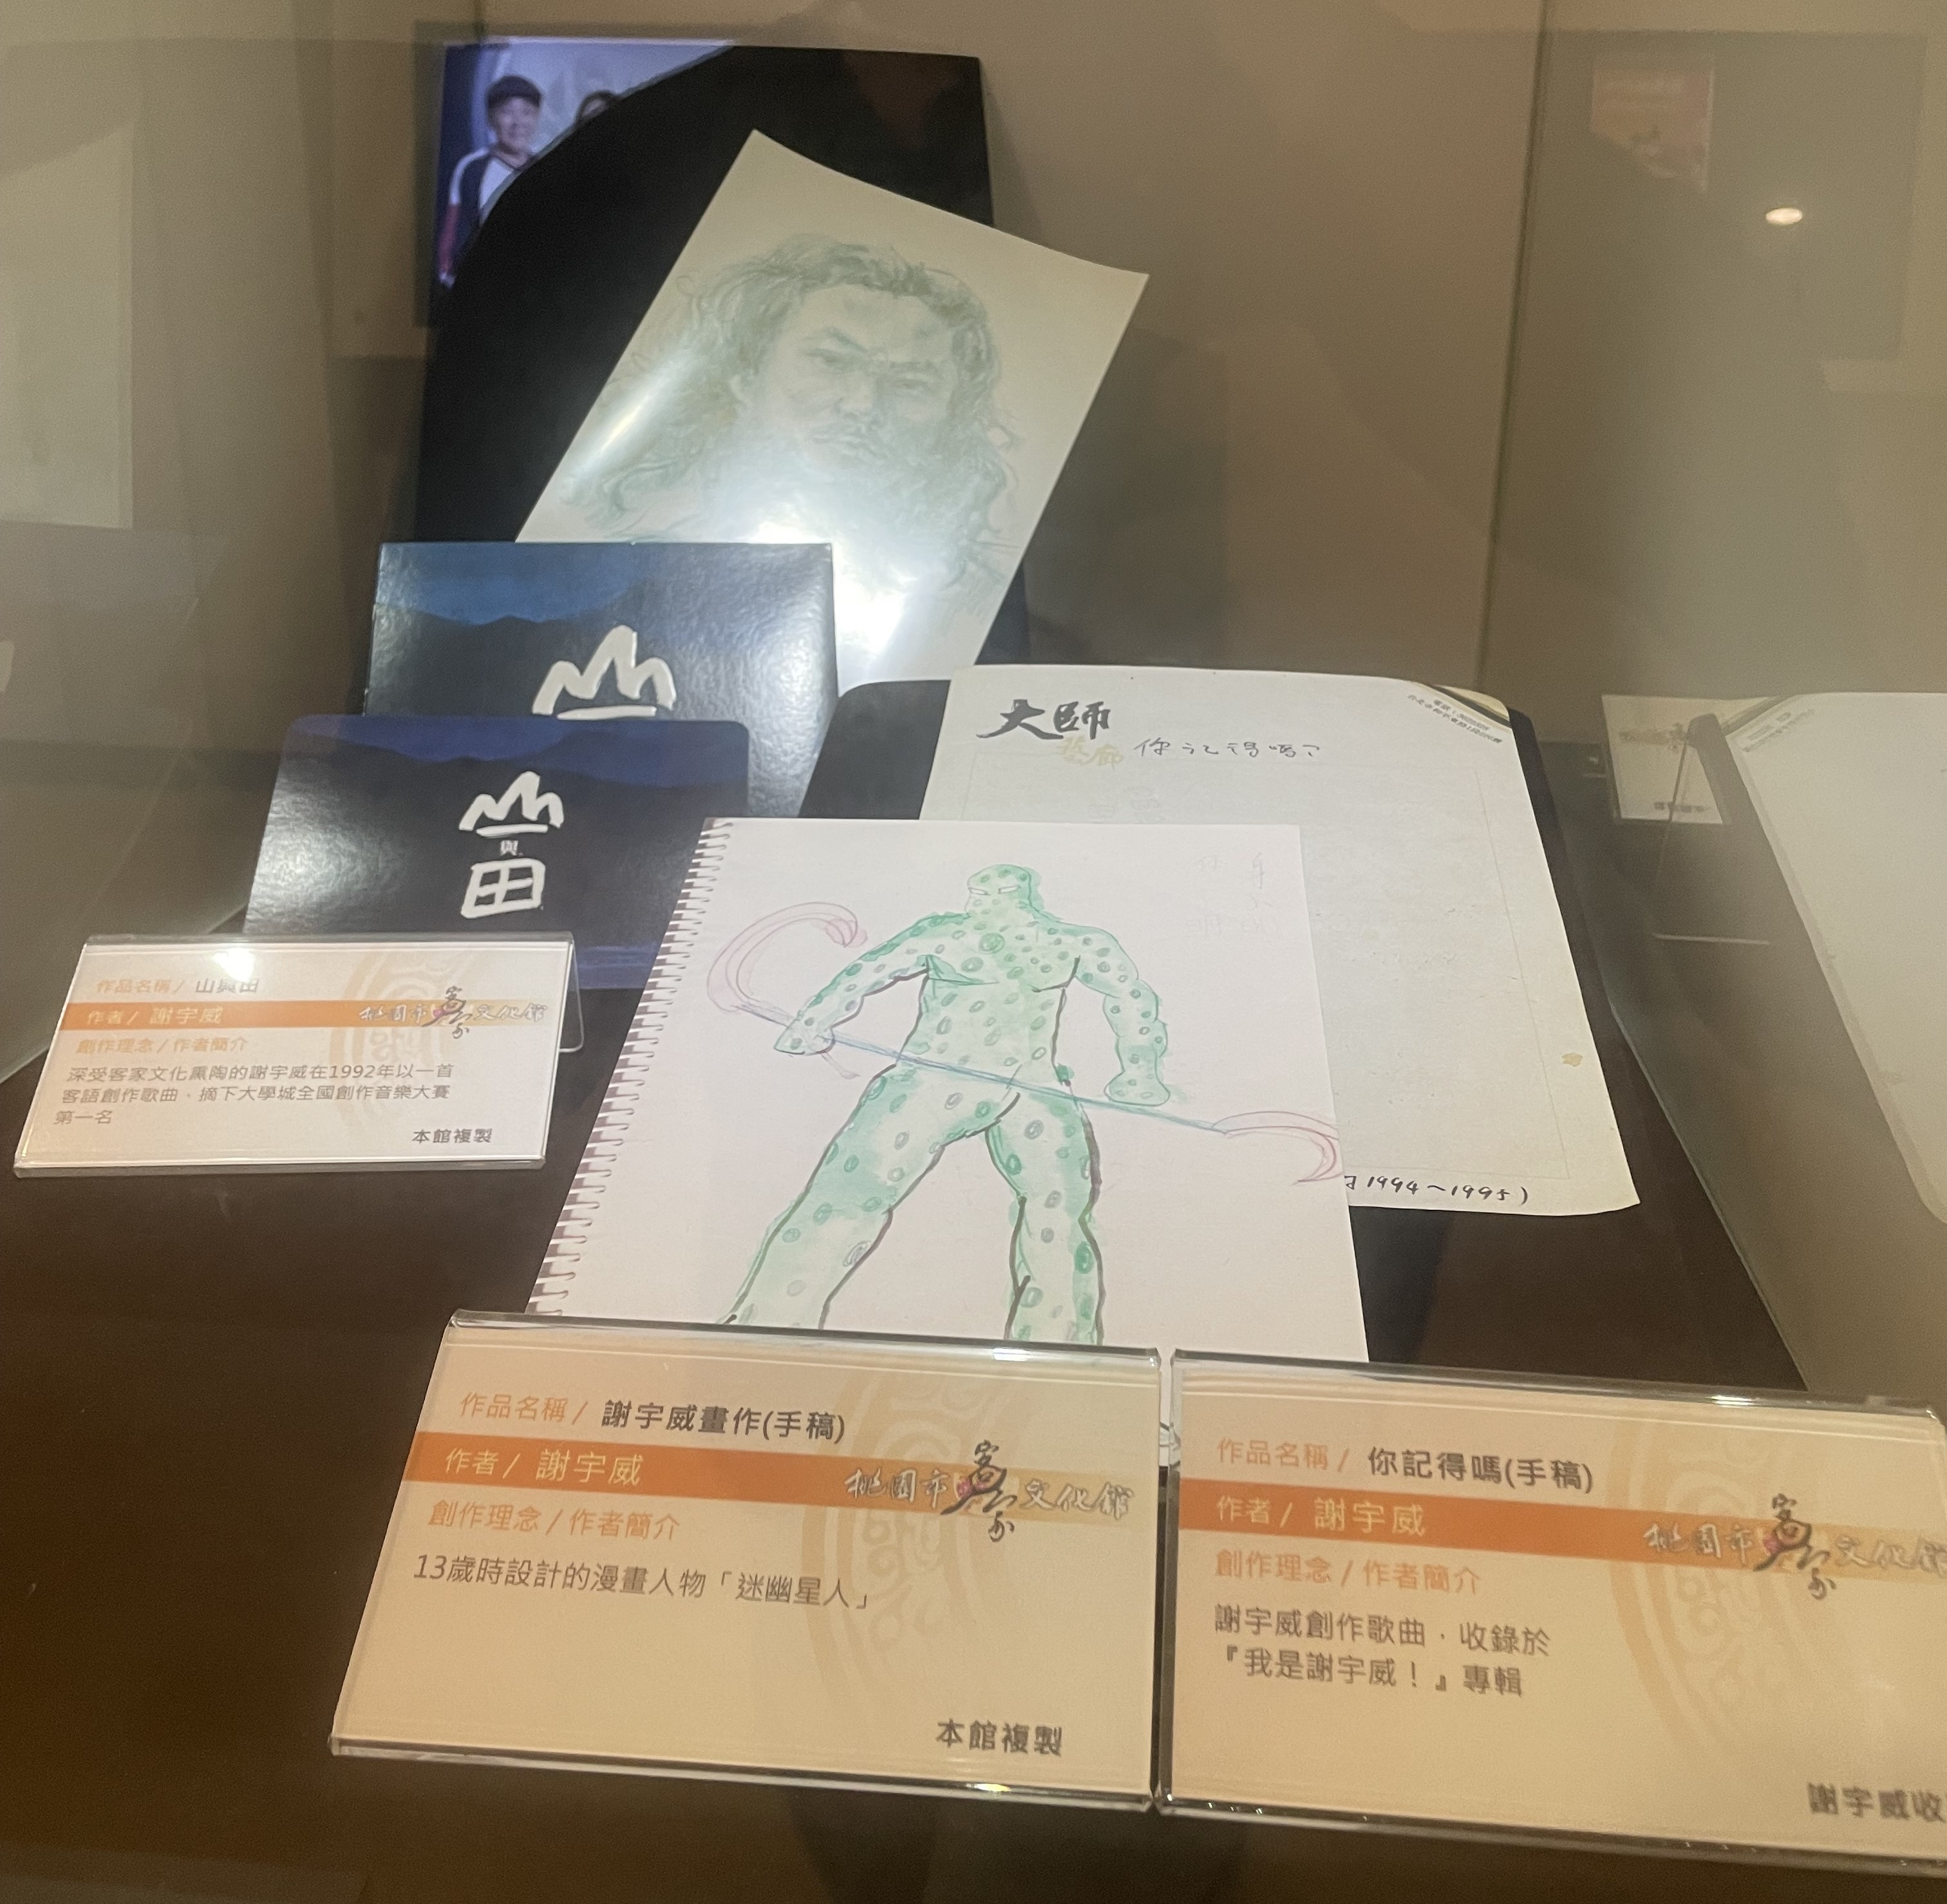 山
山
與
田
大師
藝廊
你记得嗎?
1994~1995)
作品名稱/ 山與田
作者/ 謝宇威
桃園市客家文化館
創作理念/作者簡介
深受客家文化熏陶的謝宇威在1992年以一首
客語創作歌曲，摘下大學城全國創作音樂大賽
第一名
本館複製
作品名稱/ 謝宇威畫作(手稿)
作者/ 謝宇威
桃園市客家文化館
創作理念/作者簡介
13歲時設計的漫畫人物「迷幽星人」
本館複製
作品名稱/ 你記得嗎(手稿)
作者/ 謝宇威
桃園市客家文化館
創作理念/作者簡介
謝宇威創作歌曲，收錄於
『我是謝宇威！』專輯
謝宇威收